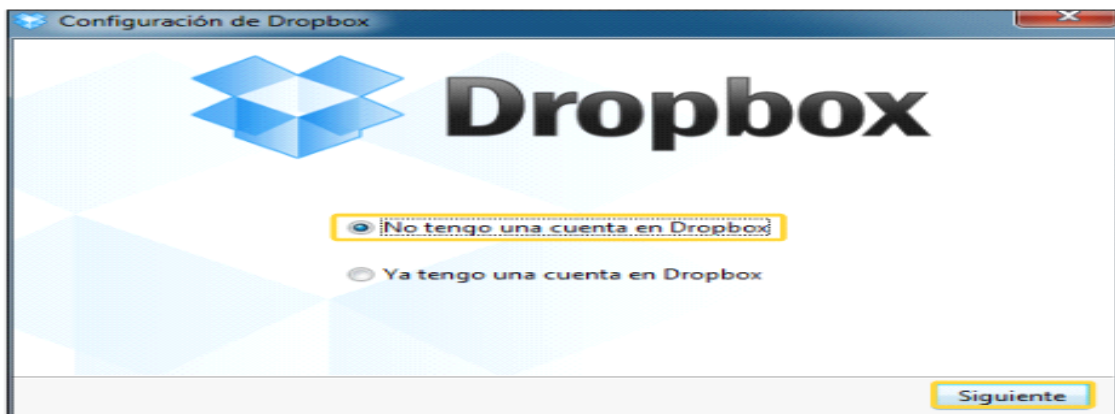 Configuración de Dropbox
Dropbox
No tengo una cuenta en Dropbox
Ya tengo una cuenta en Dropbox
Siguiente